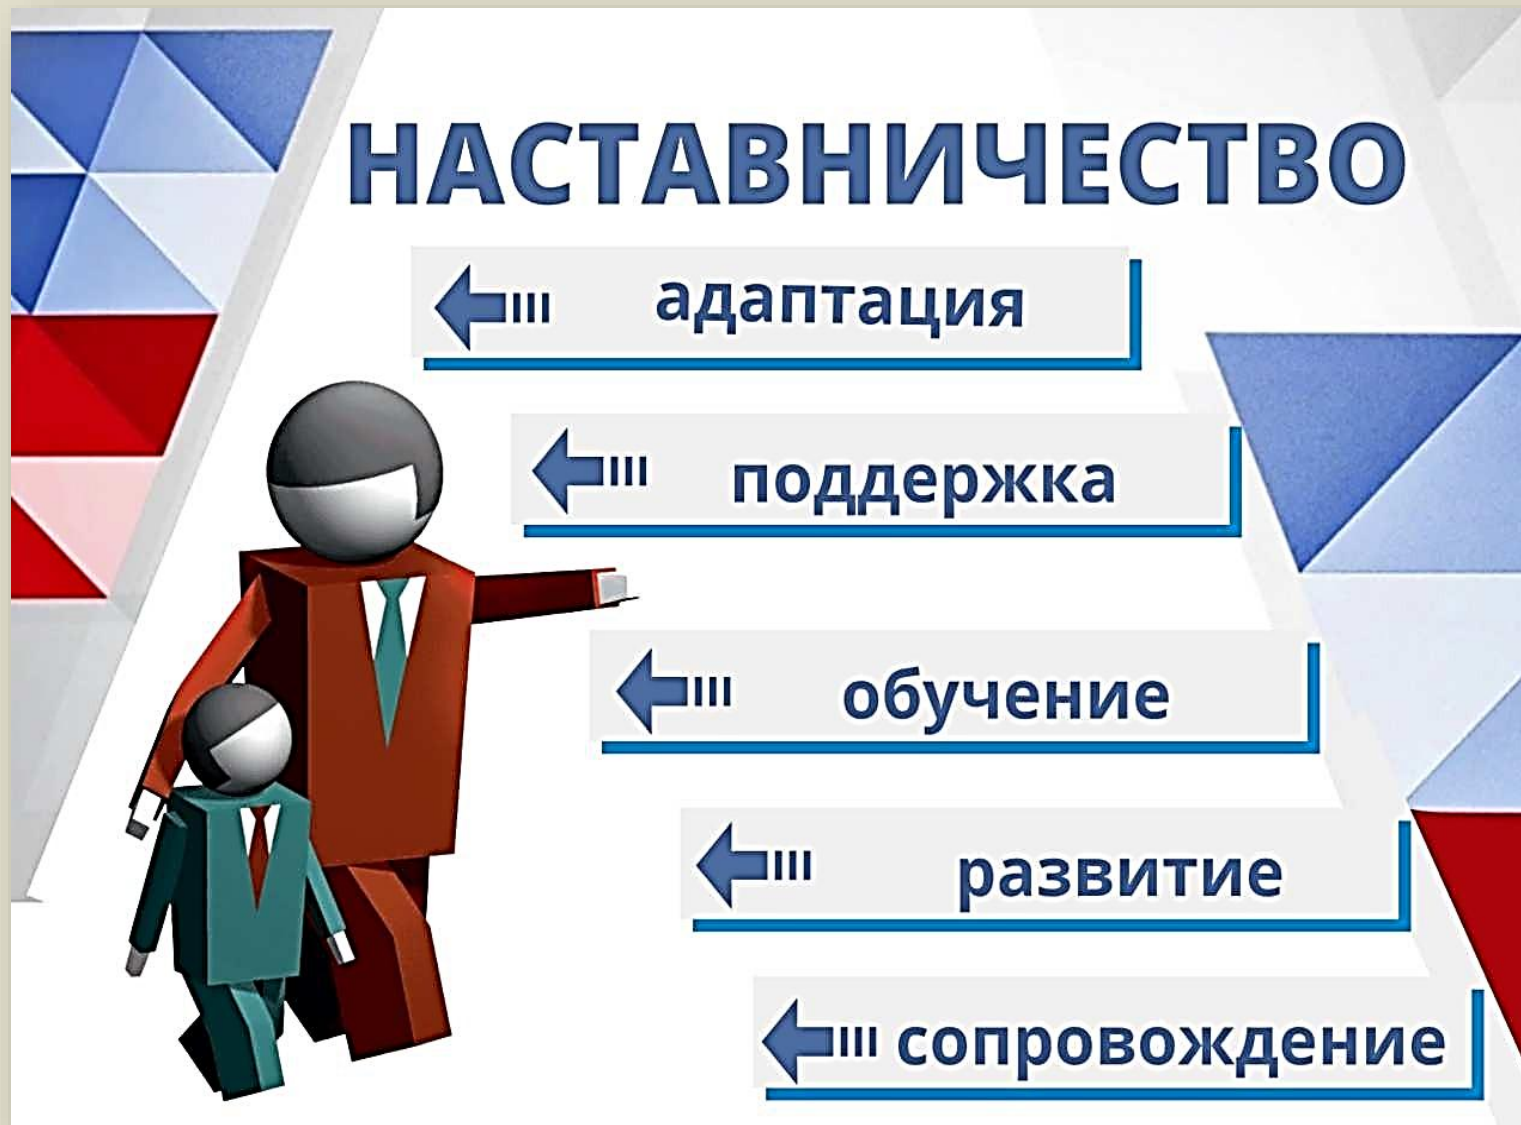 НАСТАВНИЧЕСТВО
адаптация
поддержка
обучение
развитие
сопровождение